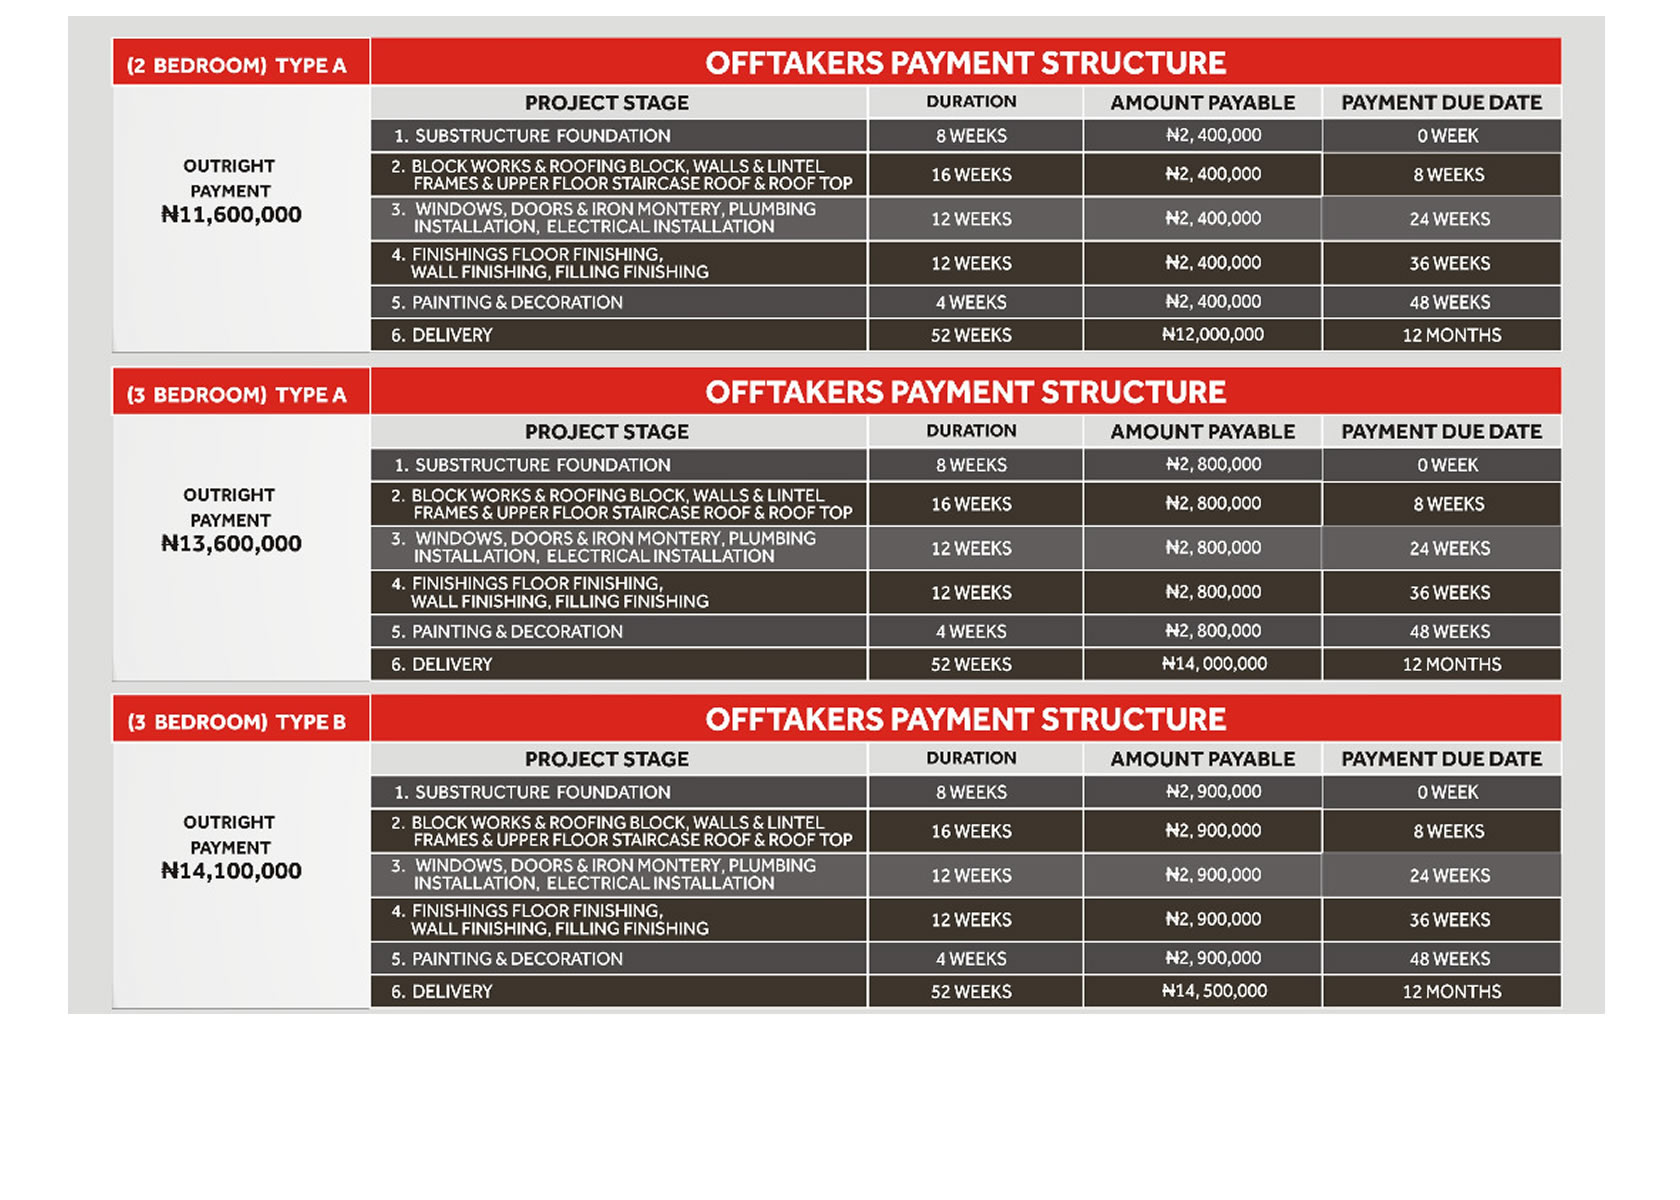 (2 BEDROOM) TYPE A
OFFTAKERS PAYMENT STRUCTURE
OUTRIGHT
PAYMENT
₦11,600,000
PROJECT STAGE DURATION AMOUNT PAYABLE PAYMENT DUE DATE
1. SUBSTRUCTURE FOUNDATION 8 WEEKS ₦2, 400,000 0 WEEK
2. BLOCK WORKS & ROOFING BLOCK, WALLS & LINTEL
FRAMES & UPPER FLOOR STAIRCASE ROOF & ROOF TOP 16 WEEKS ₦2, 400,000 8 WEEKS
3. WINDOWS, DOORS & IRON MONTERY, PLUMBING
INSTALLATION, ELECTRICAL INSTALLATION 12 WEEKS ₦2, 400,000 24 WEEKS
4. FINISHINGS FLOOR FINISHING,
WALL FINISHING, FILLING FINISHING 12 WEEKS ₦2, 400,000 36 WEEKS
5. PAINTING & DECORATION 4 WEEKS ₦2, 400,000 48 WEEKS
6. DELIVERY 52 WEEKS ₦12,000,000 12 MONTHS
(3 BEDROOM) TYPE A
OFFTAKERS PAYMENT STRUCTURE
OUTRIGHT
PAYMENT
₦13,600,000
PROJECT STAGE DURATION AMOUNT PAYABLE PAYMENT DUE DATE
1. SUBSTRUCTURE FOUNDATION 8 WEEKS ₦2, 800,000 0 WEEK
2. BLOCK WORKS & ROOFING BLOCK, WALLS & LINTEL
FRAMES & UPPER FLOOR STAIRCASE ROOF & ROOF TOP 16 WEEKS ₦2, 800,000 8 WEEKS
3. WINDOWS, DOORS & IRON MONTERY, PLUMBING
INSTALLATION, ELECTRICAL INSTALLATION 12 WEEKS ₦2, 800,000 24 WEEKS
4. FINISHINGS FLOOR FINISHING,
WALL FINISHING, FILLING FINISHING 12 WEEKS ₦2, 800,000 36 WEEKS
5. PAINTING & DECORATION 4 WEEKS ₦2, 800,000 48 WEEKS
6. DELIVERY 52 WEEKS ₦14, 000,000 12 MONTHS
(3 BEDROOM) TYPE B
OFFTAKERS PAYMENT STRUCTURE
OUTRIGHT
PAYMENT
₦14,100,000
PROJECT STAGE DURATION AMOUNT PAYABLE PAYMENT DUE DATE
1. SUBSTRUCTURE FOUNDATION 8 WEEKS ₦2, 900,000 0 WEEK
2. BLOCK WORKS & ROOFING BLOCK, WALLS & LINTEL
FRAMES & UPPER FLOOR STAIRCASE ROOF & ROOF TOP 16 WEEKS ₦2, 900,000 8 WEEKS
3. WINDOWS, DOORS & IRON MONTERY, PLUMBING
INSTALLATION, ELECTRICAL INSTALLATION 12 WEEKS ₦2, 900,000 24 WEEKS
4. FINISHINGS FLOOR FINISHING,
WALL FINISHING, FILLING FINISHING 12 WEEKS ₦2, 900,000 36 WEEKS
5. PAINTING & DECORATION 4 WEEKS ₦2, 900,000 48 WEEKS
6. DELIVERY 52 WEEKS ₦14, 500,000 12 MONTHS